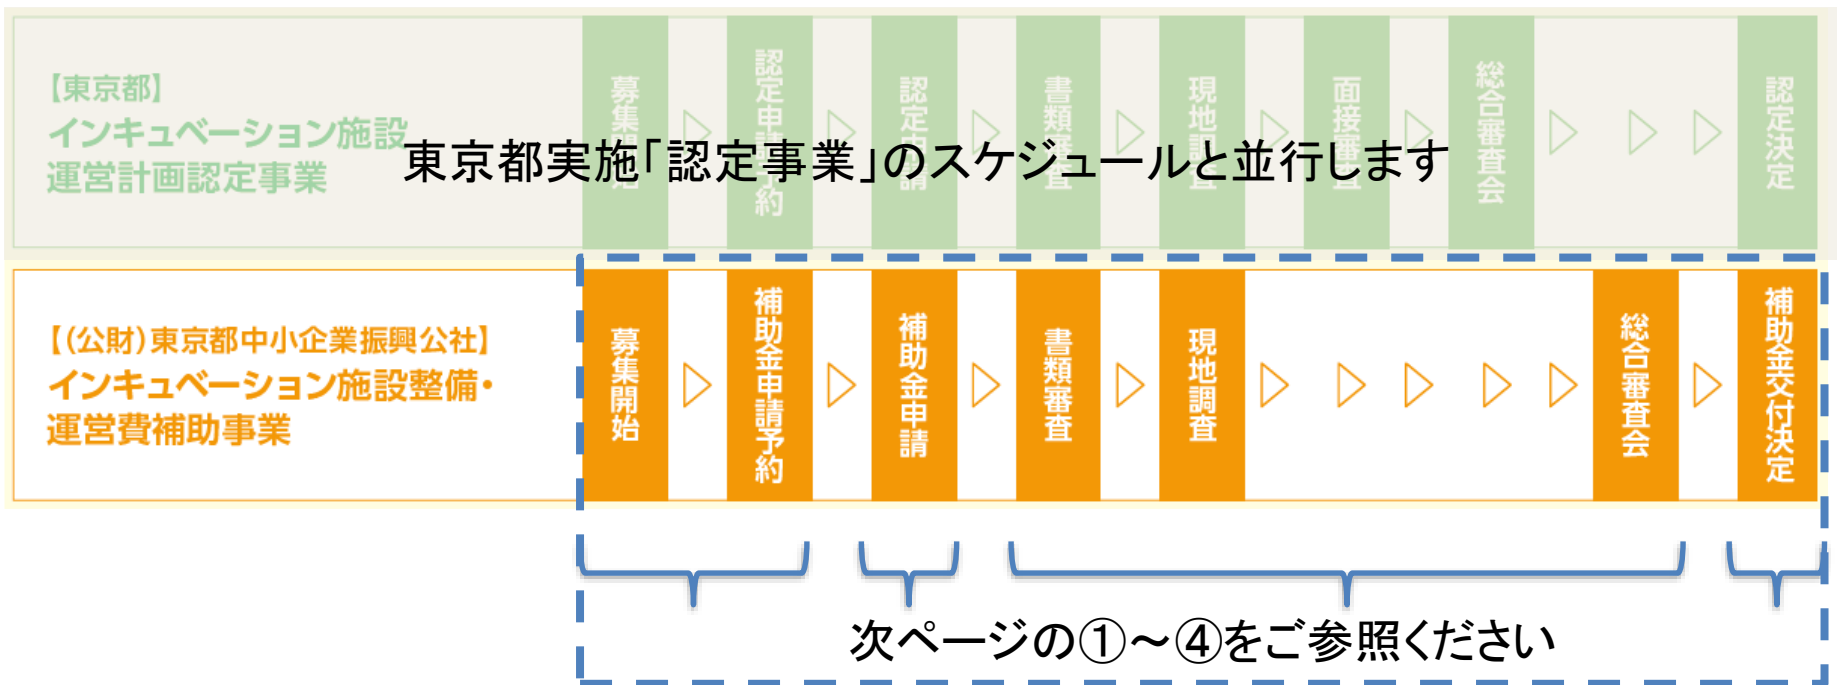 【東京都】
インキュベーション施設
運営計画認定事業
募集開始
認定申請予約
認定申請
書類審査
現地調査
面接審査
総合審査会
認定決定
東京都実施「認定事業」のスケジュールと並行します
【(公財)東京都中小企業振興公社】
インキュベーション施設整備・
運営費補助事業
募集開始
補助金申請予約
補助金申請
書類審査
現地調査
総合審査会
補助金交付決定
次ページの①～④をご参照ください